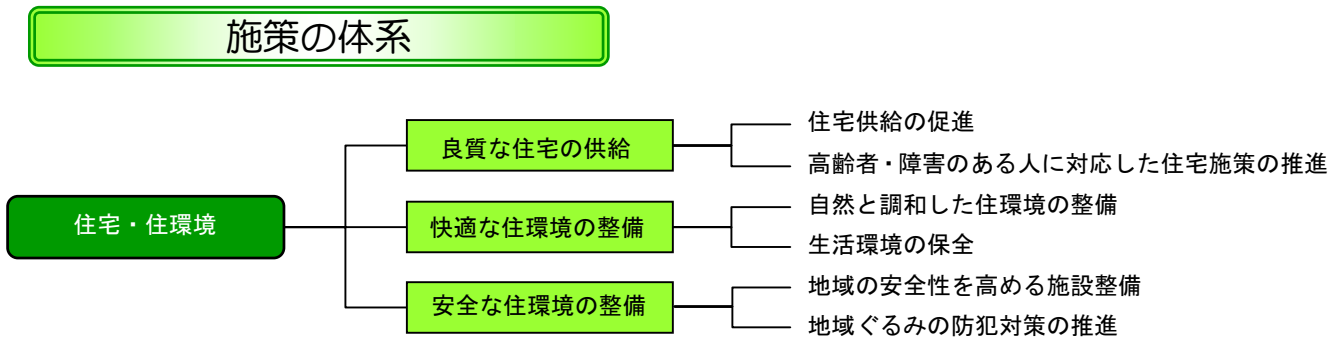 施策の体系
住宅・住環境
良質な住宅の供給
住宅供給の促進
高齢者・障害のある人に対応した住宅施策の推進
快適な住環境の整備
自然と調和した住環境の整備
生活環境の保全
安全な住環境の整備
地域の安全性を高める施設整備
地域ぐるみの防犯対策の推進